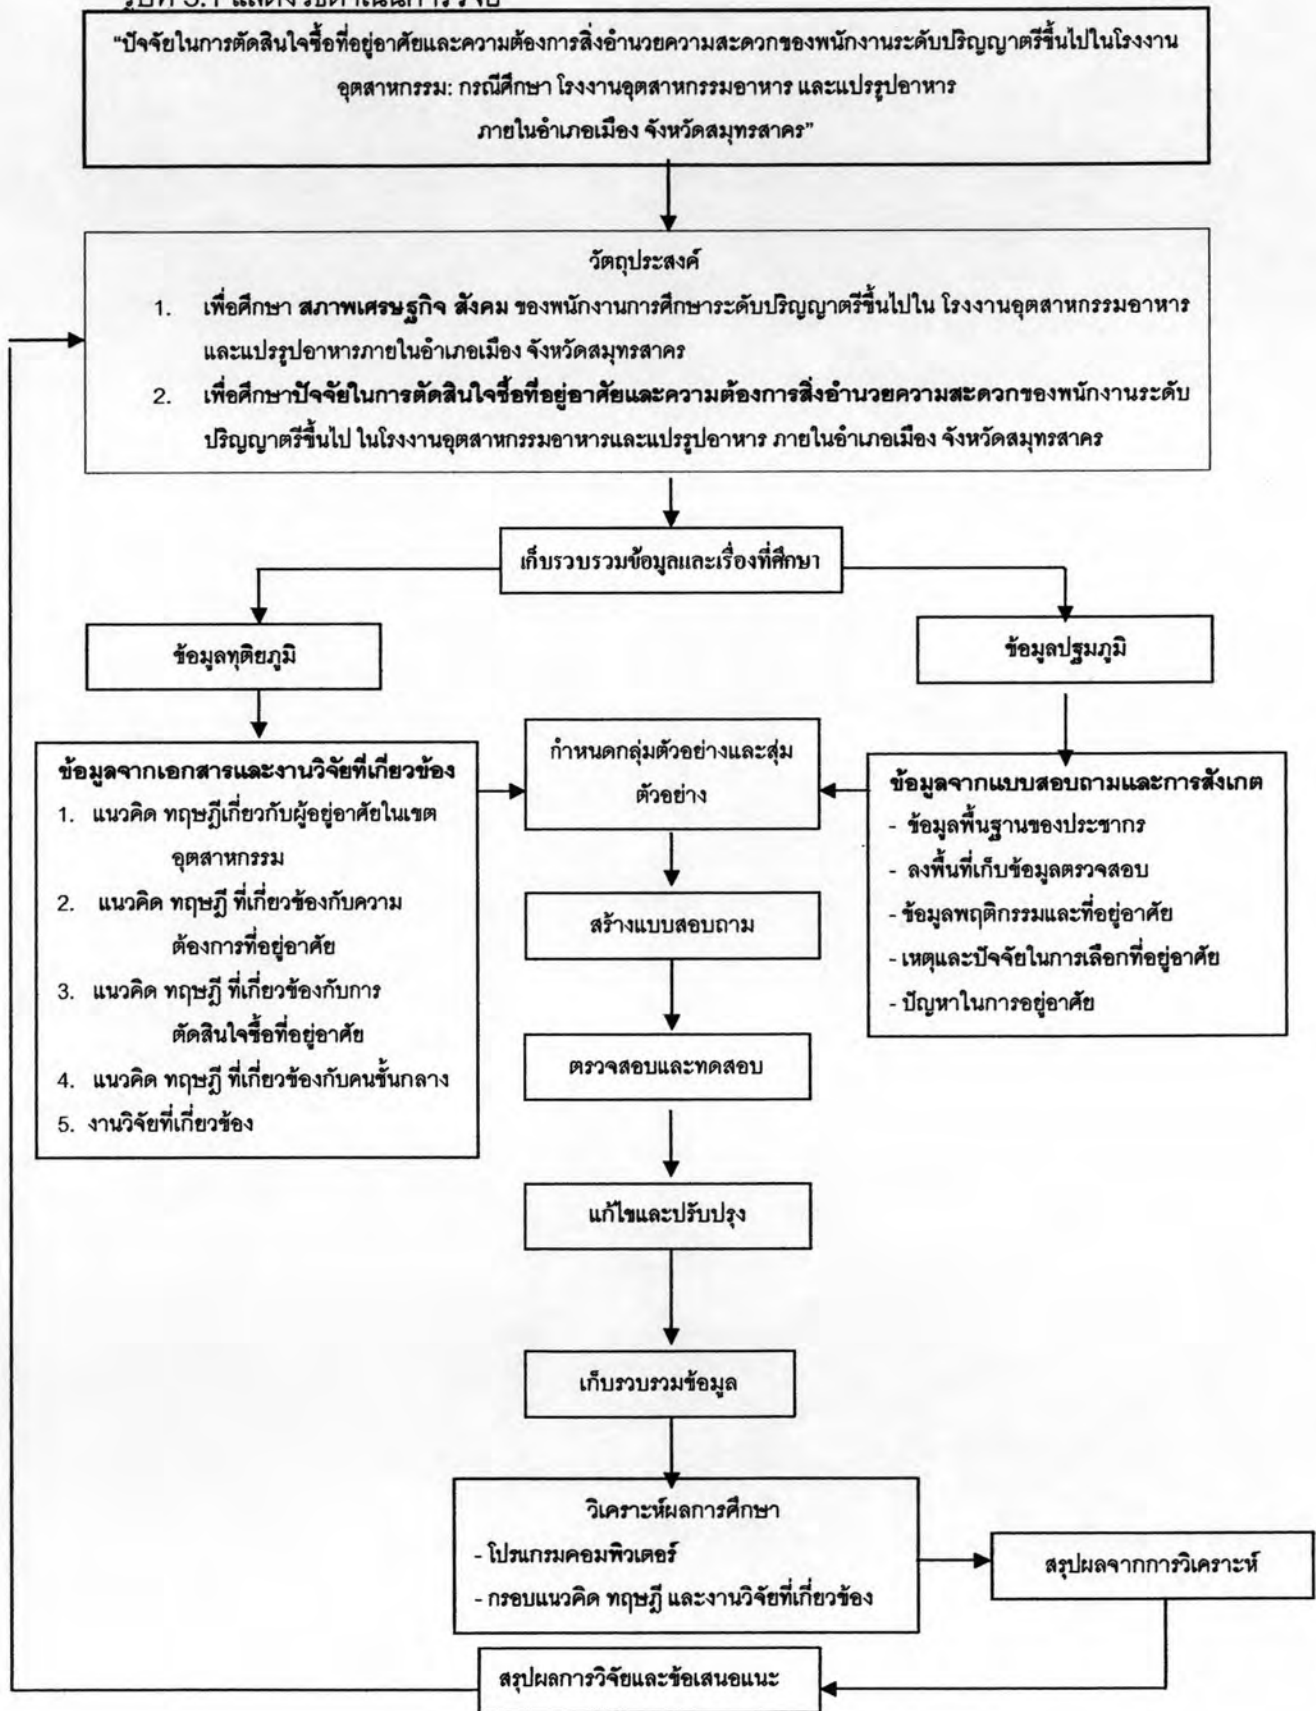 รูปที่ 3.1 แสดงวิธีดำเนินการวิจัย
"ปัจจัยในการตัดสินใจซื้อที่อยู่อาศัยและความต้องการสิ่งอำนวยความสะดวกของพนักงานระดับปริญญาตรีขึ้นไปในโรงงาน
อุตสาหกรรม: กรณีศึกษา โรงงานอุตสาหกรรมอาหาร และแปรรูปอาหาร
ภายในอำเภอเมือง จังหวัดสมุทรสาคร"
วัตถุประสงค์
1. เพื่อศึกษา สภาพเศรษฐกิจ สังคม ของพนักงานการศึกษาระดับปริญญาตรีขึ้นไปใน โรงงานอุตสาหกรรมอาหาร
และแปรรูปอาหารภายในอำเภอเมือง จังหวัดสมุทรสาคร
2. เพื่อศึกษาปัจจัยในการตัดสินใจซื้อที่อยู่อาศัยและความต้องการสิ่งอำนวยความสะดวกของพนักงานระดับ
ปริญญาตรีขึ้นไป ในโรงงานอุตสาหกรรมอาหารและแปรรูปอาหาร ภายในอำเภอเมือง จังหวัดสมุทรสาคร
เก็บรวบรวมข้อมูลและเรื่องที่ศึกษา
ข้อมูลทุติยภูมิ
ข้อมูลปฐมภูมิ
ข้อมูลจากเอกสารและงานวิจัยที่เกี่ยวข้อง
1. แนวคิด ทฤษฎีเกี่ยวกับผู้อยู่อาศัยในเขต
อุตสาหกรรม
2. แนวคิด ทฤษฎี ที่เกี่ยวข้องกับความ
ต้องการที่อยู่อาศัย
3. แนวคิด ทฤษฎี ที่เกี่ยวข้องกับการ
ตัดสินใจซื้อที่อยู่อาศัย
4. แนวคิด ทฤษฎี ที่เกี่ยวข้องกับคนชั้นกลาง
5. งานวิจัยที่เกี่ยวข้อง
กำหนดกลุ่มตัวอย่างและสุ่ม
ตัวอย่าง
ข้อมูลจากแบบสอบถามและการสังเกต
- ข้อมูลพื้นฐานของประชากร
- ลงพื้นที่เก็บข้อมูลตรวจสอบ
- ข้อมูลพฤติกรรมและที่อยู่อาศัย
- เหตุและปัจจัยในการเลือกที่อยู่อาศัย
- ปัญหาในการอยู่อาศัย
สร้างแบบสอบถาม
ตรวจสอบและทดสอบ
แก้ไขและปรับปรุง
เก็บรวบรวมข้อมูล
วิเคราะห์ผลการศึกษา
- โปรแกรมคอมพิวเตอร์
- กรอบแนวคิด ทฤษฎี และงานวิจัยที่เกี่ยวข้อง
สรุปผลจากการวิเคราะห์
สรุปผลการวิจัยและข้อเสนอแนะ